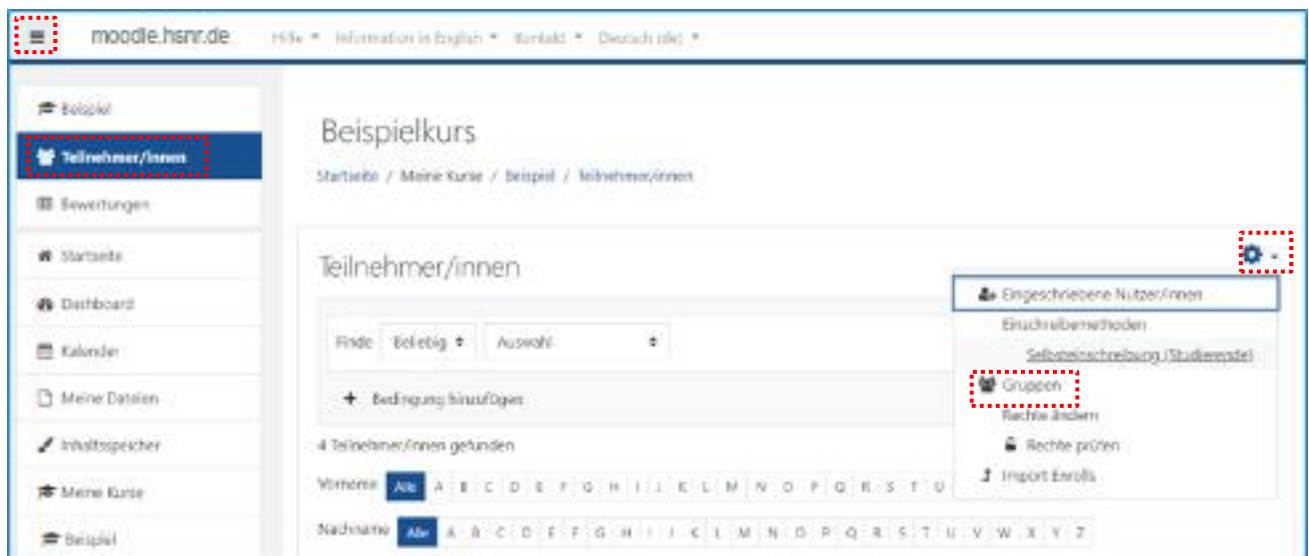 moodle.hsnr.de Hilfe Information in English Kontakt Deutsch (de)
Beispiel
Teilnehmer/innen
Bewertungen
Startseite
Dashboard
Kalender
Meine Dateien
Inhaltsspeicher
Meine Kurse
Beispiel
Beispielkurs
Startseite / Meine Kurse / Beispiel / Teilnehmer/innen
Teilnehmer/innen
Finde Beliebig Auswahl
+ Bedingung hinzufügen
4 Teilnehmer/innen gefunden
Vorname Alle A B C D E F G H I J K L M N O P Q R S T U
Nachname Alle A B C D E F G H I J K L M N O P Q R S T U V W X Y Z
Eingeschriebene Nutzer/innen
Einschreibemethoden
Selbsteinschreibung (Studierende)
Gruppen
Rechte ändern
Rechte prüfen
Import Enrolls